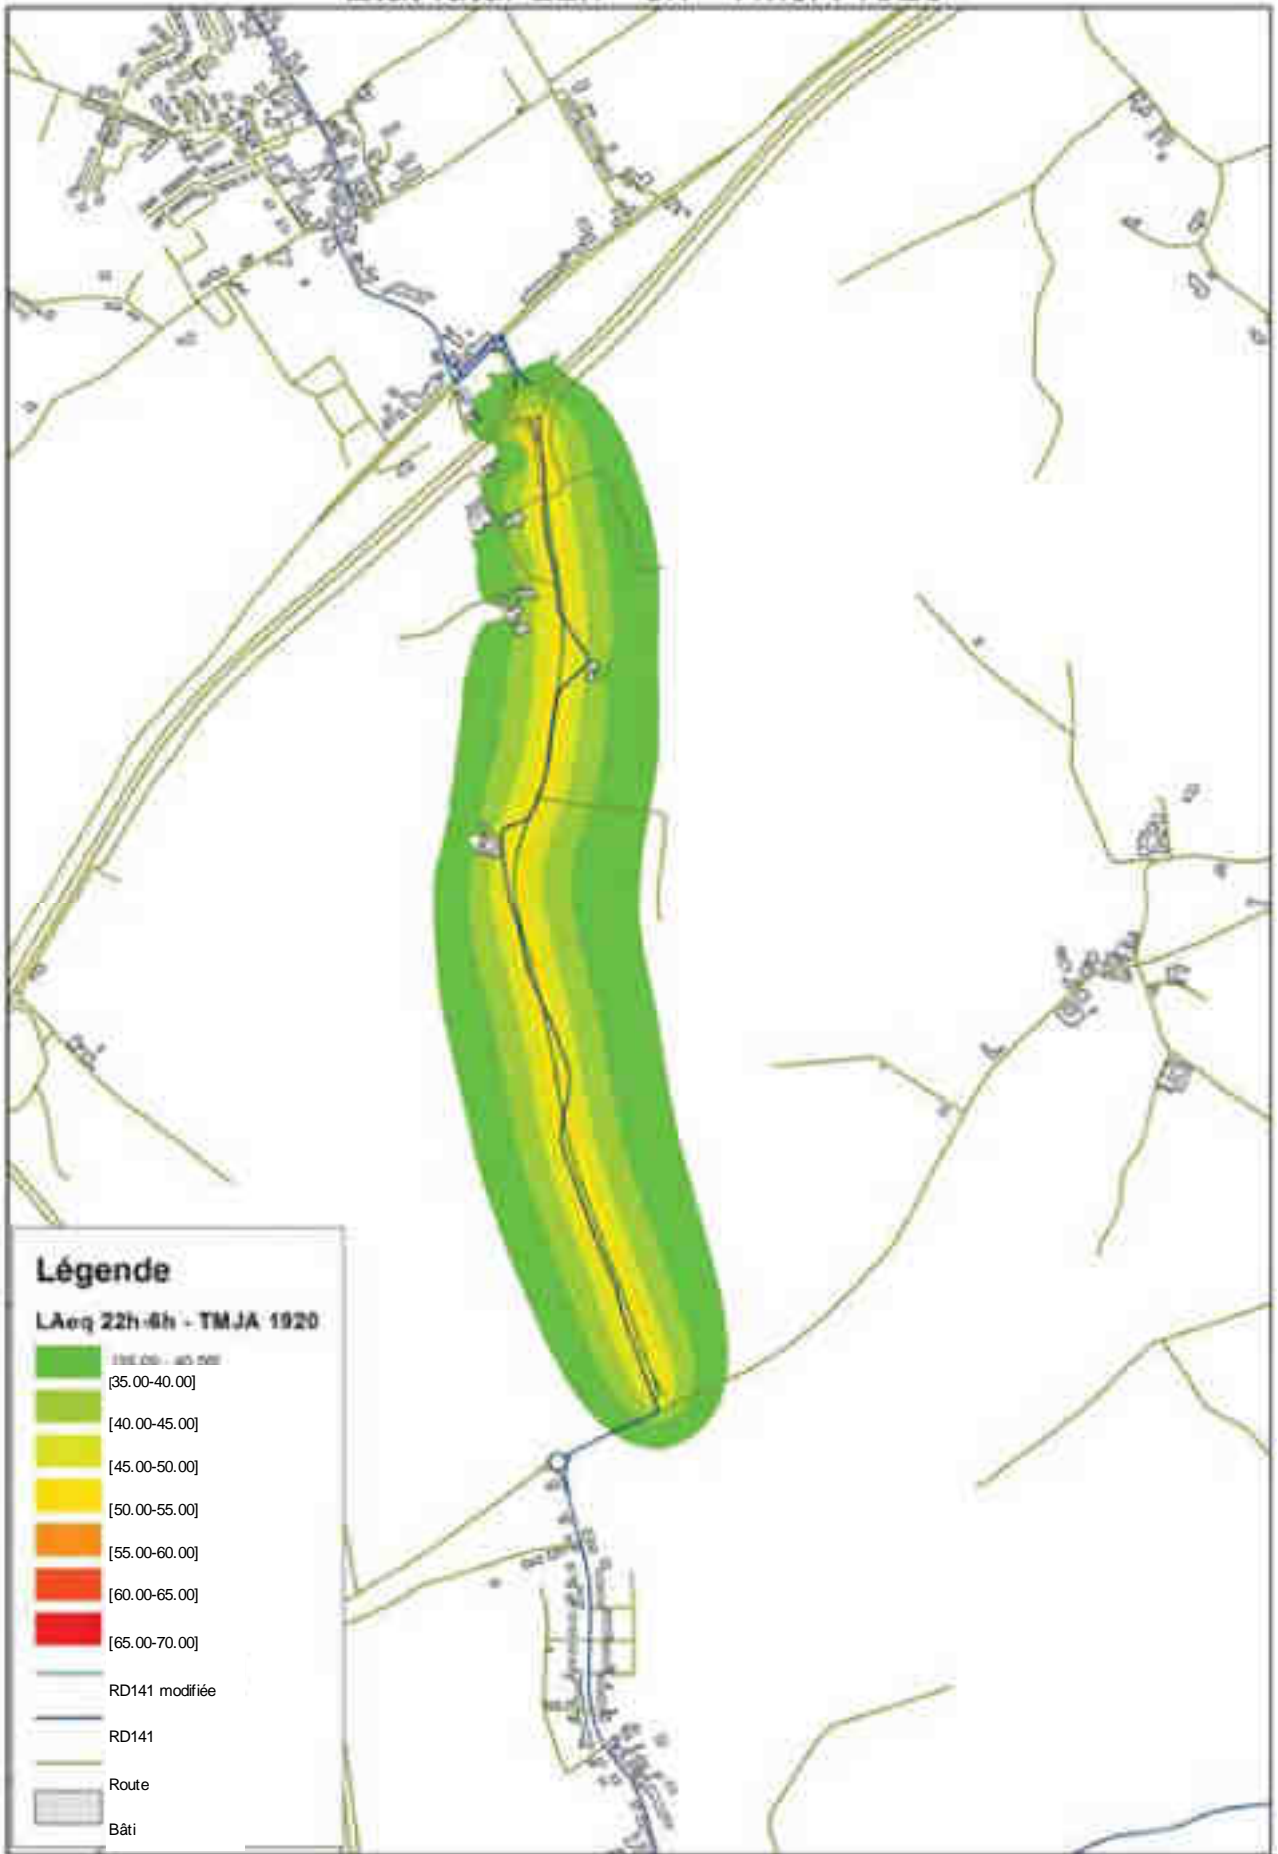 Légende
LAeq 22h-6h - TMJA 1920
[35.00-40.00]
[40.00-45.00]
[45.00-50.00]
[50.00-55.00]
[55.00-60.00]
[60.00-65.00]
[65.00-70.00]
RD141 modifiée
RD141
Route
Bâti